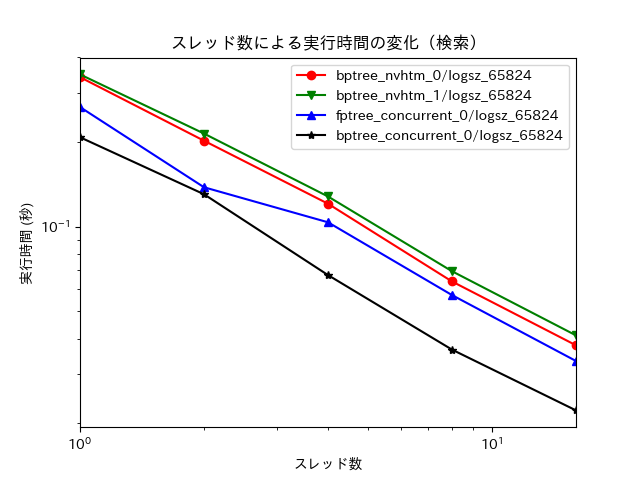 スレッド数による実行時間の変化（検索）
bptree_nvhtm_0/logsz_65824
bptree_nvhtm_1/logsz_65824
fptree_concurrent_0/logsz_65824
bptree_concurrent_0/logsz_65824
実行時間 (秒)
10⁻¹
10⁰
10¹
スレッド数